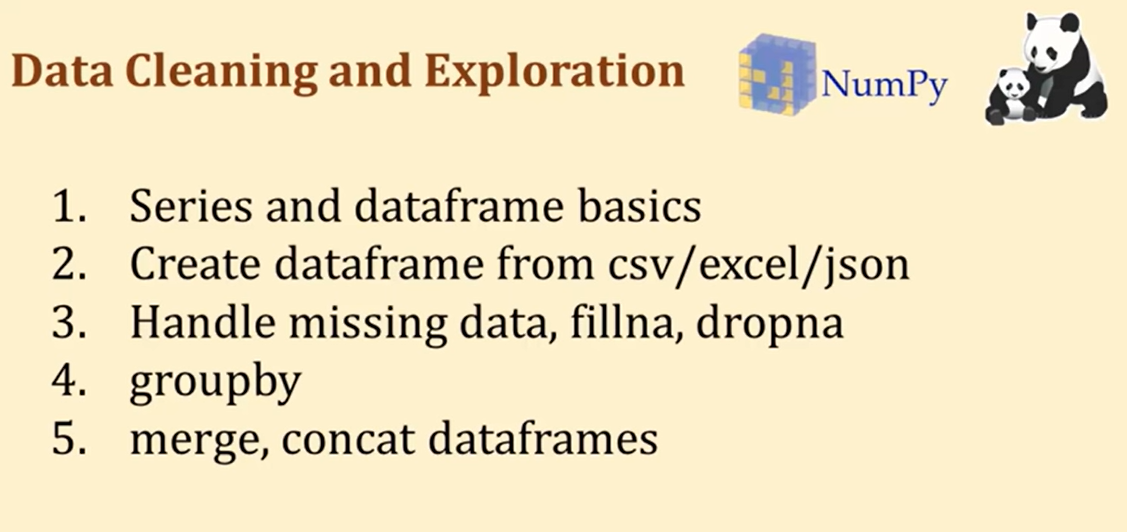 Data Cleaning and Exploration
NumPy
1. Series and dataframe basics
2. Create dataframe from csv/excel/json
3. Handle missing data, fillna, dropna
4. groupby
5. merge, concat dataframes